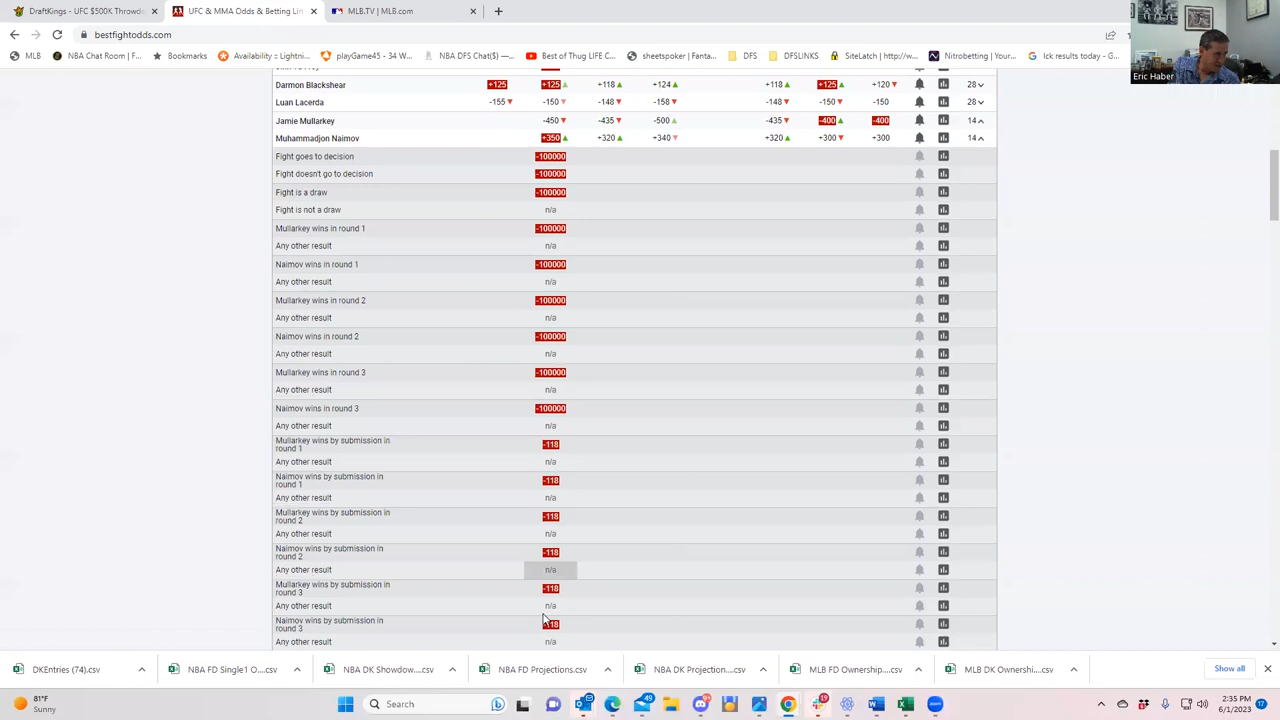 DraftKings - UFC $500K Throwdo
UFC & MMA Odds & Betting Lin
MLB.TV | MLB.com
bestfightodds.com
MLB
NBA Chat Room | F...
Bookmarks
Availability :: Lightni...
playGame45 - 34 W...
NBA DFS Chat($) —...
Best of Thug LIFE C...
Sbetspoker | Fantas...
DFS
DFSLINKS
SiteLatch | http://w...
Nitrobetting | Your...
Ick results today - G...
Eric Haber
Darmon Blackshear +125 +125 +118 +124 +118 +125 +120 28
Luan Lacerda -155 -150 -148 -158 -148 -150 -150 28
Jamie Mullarkey -450 -435 -500 -435 -400 -400 14
Muhammadjon Naimov +350 +320 +340 +320 +300 +300
Fight goes to decision -100000
Fight doesn't go to decision -100000
Fight is a draw -100000
Fight is not a draw n/a
Mullarkey wins in round 1 -100000
Any other result n/a
Naimov wins in round 1 -100000
Any other result n/a
Mullarkey wins in round 2 -100000
Any other result n/a
Naimov wins in round 2 -100000
Any other result n/a
Mullarkey wins in round 3 -100000
Any other result n/a
Naimov wins in round 3 -100000
Any other result n/a
Mullarkey wins by submission in
round 1 -118
Any other result n/a
Naimov wins by submission in
round 1 -118
Any other result n/a
Mullarkey wins by submission in
round 2 -118
Any other result n/a
Naimov wins by submission in
round 2 -118
Any other result n/a
Mullarkey wins by submission in
round 3 -118
Any other result n/a
Naimov wins by submission in
round 3
Any other result n/a
DKEntries (74).csv
NBA FD Single1 O....csv
NBA DK Showdow....csv
NBA FD Projections.csv
NBA DK Projection....csv
MLB FD Ownership....csv
MLB DK Ownershi....csv
Show all
81°F
Sunny
Search
49
19
2:35 PM
6/1/2023
17